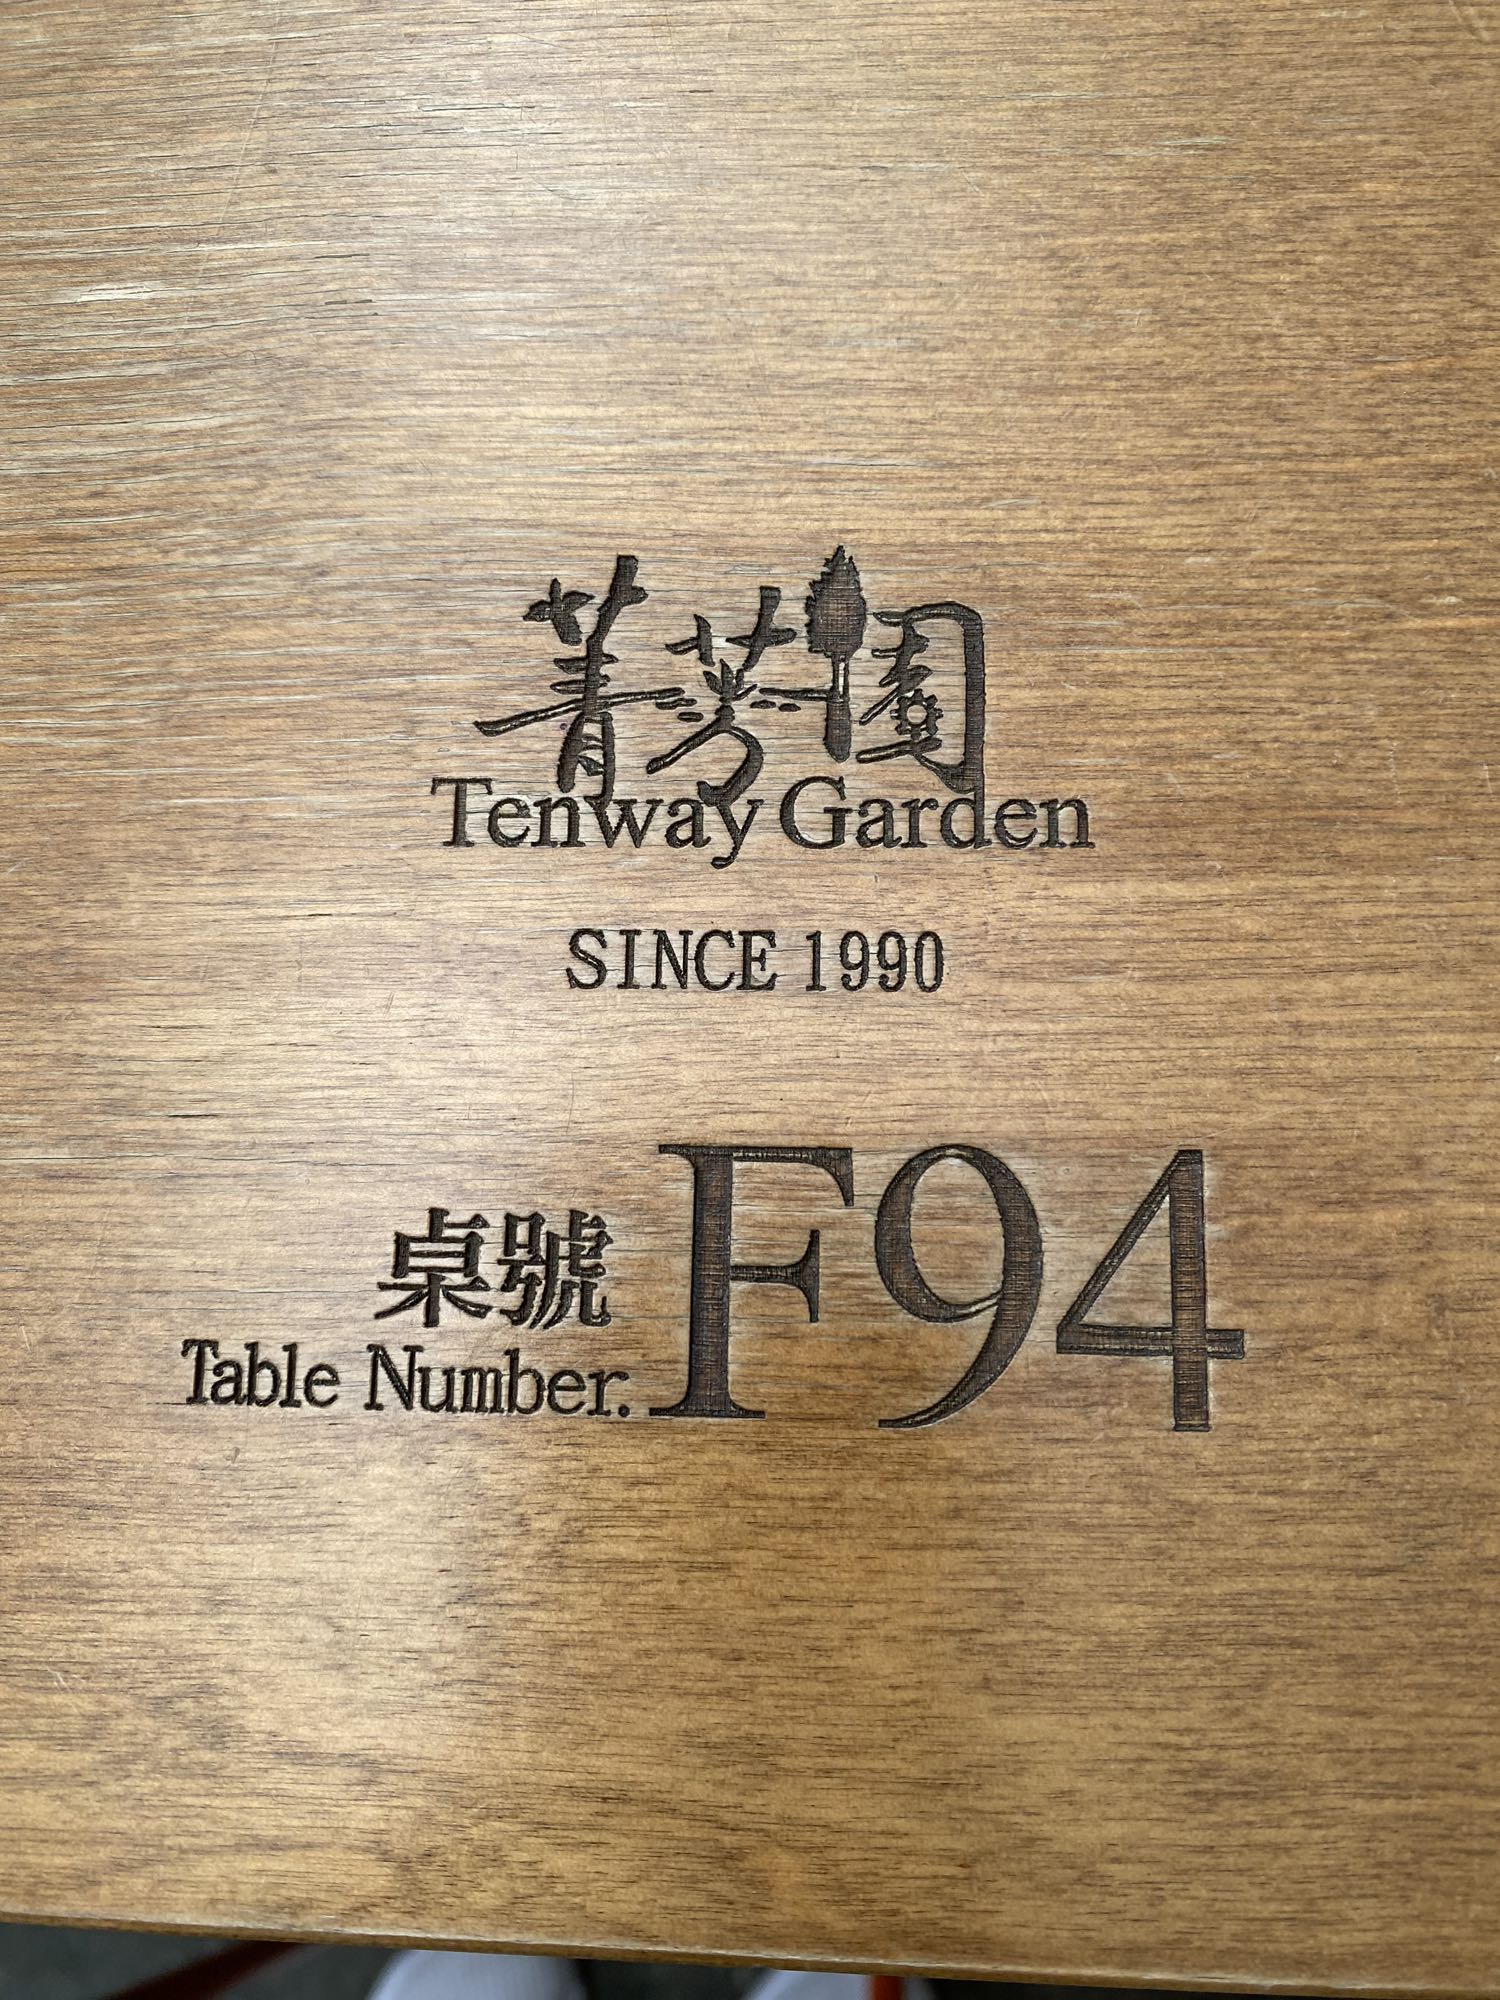 菁芳園
Tenway Garden
SINCE 1990
桌號
Table Number. F94